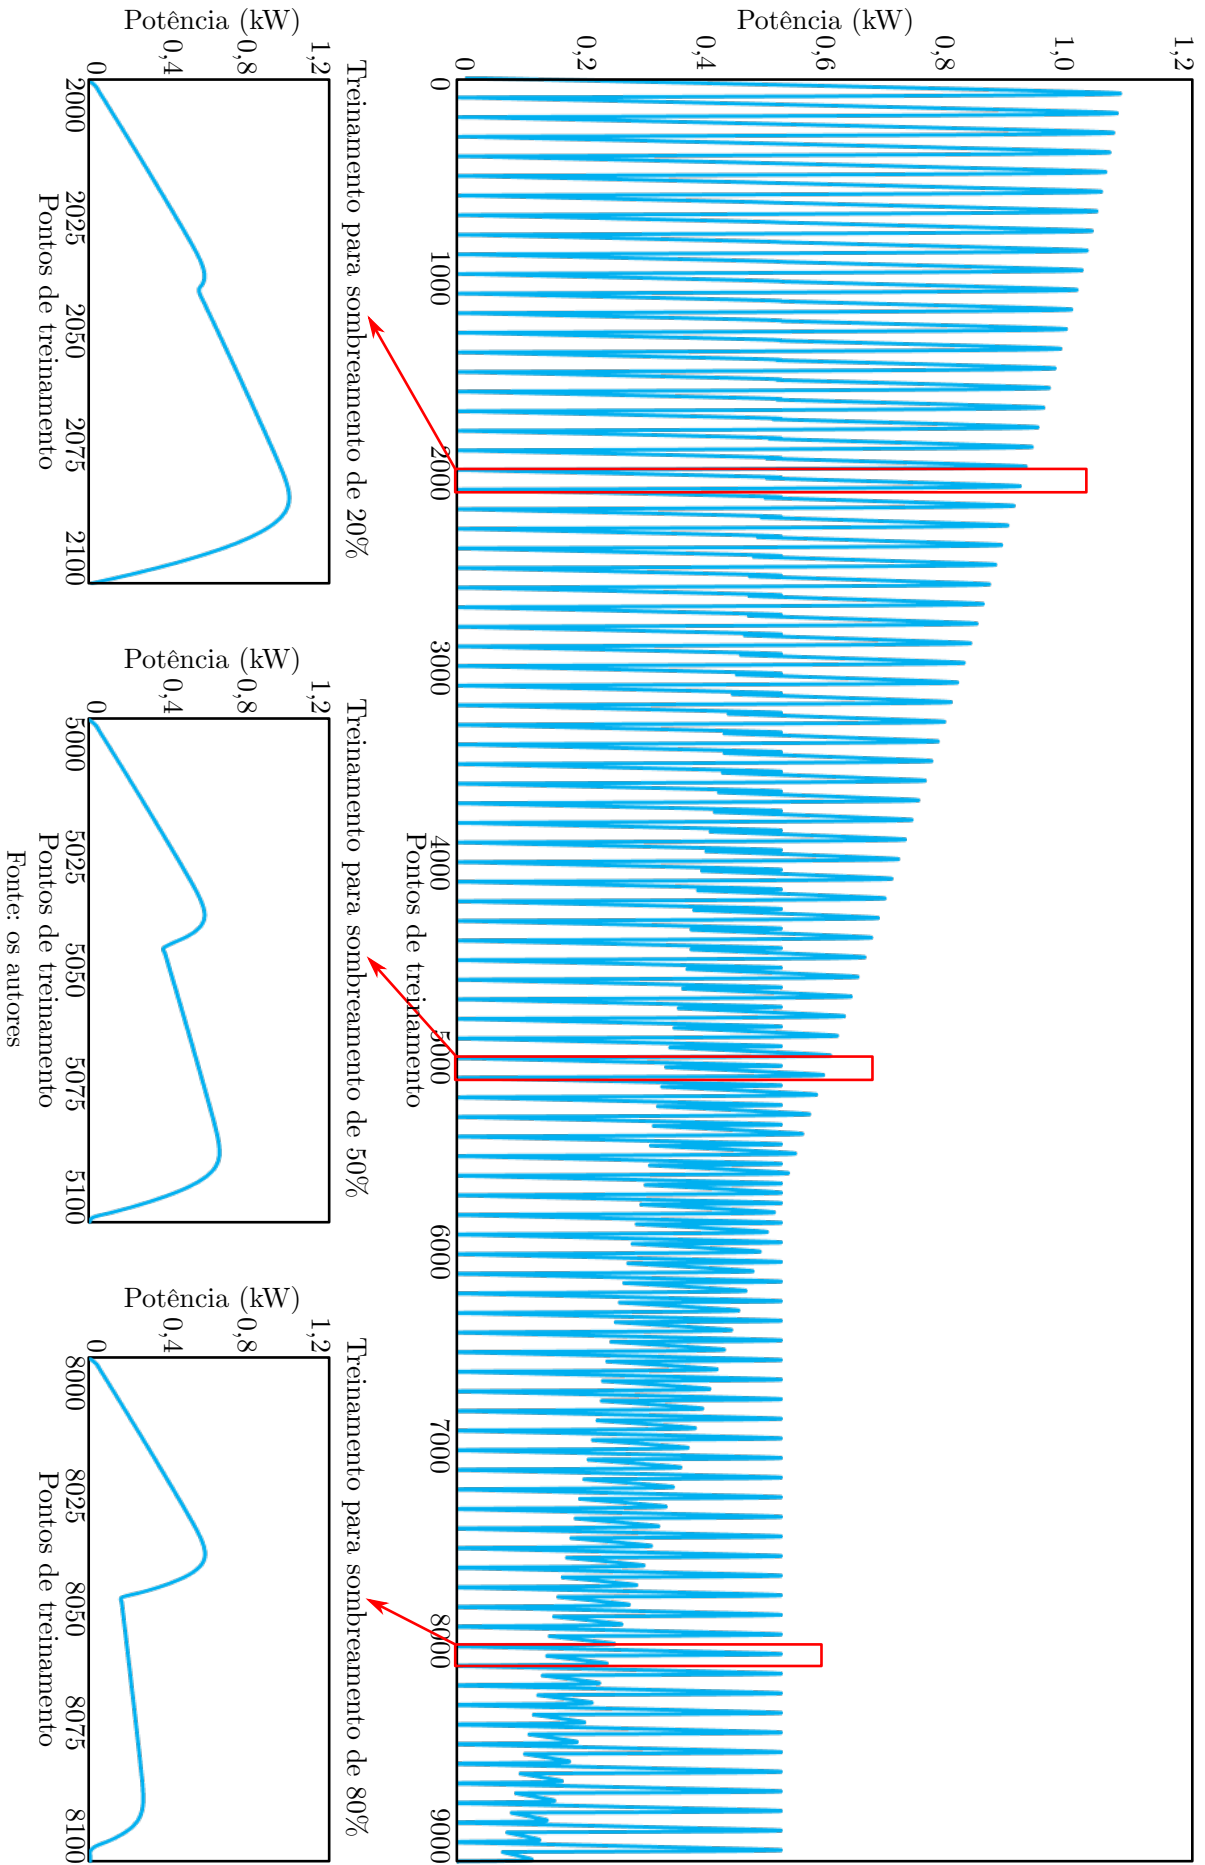 Potência (kW)
1,2
1,0
0,8
0,6
0,4
0,2
0
0 1000 2000 3000 4000 5000 6000 7000 8000 9000
Pontos de treinamento
Treinamento para sombreamento de 20%
Potência (kW)
1,2
0,8
0,4
0
2000 2025 2050 2075 2100
Pontos de treinamento
Treinamento para sombreamento de 50%
Potência (kW)
1,2
0,8
0,4
0
5000 5025 5050 5075 5100
Pontos de treinamento
Treinamento para sombreamento de 80%
Potência (kW)
1,2
0,8
0,4
0
8000 8025 8050 8075 8100
Pontos de treinamento
Fonte: os autores